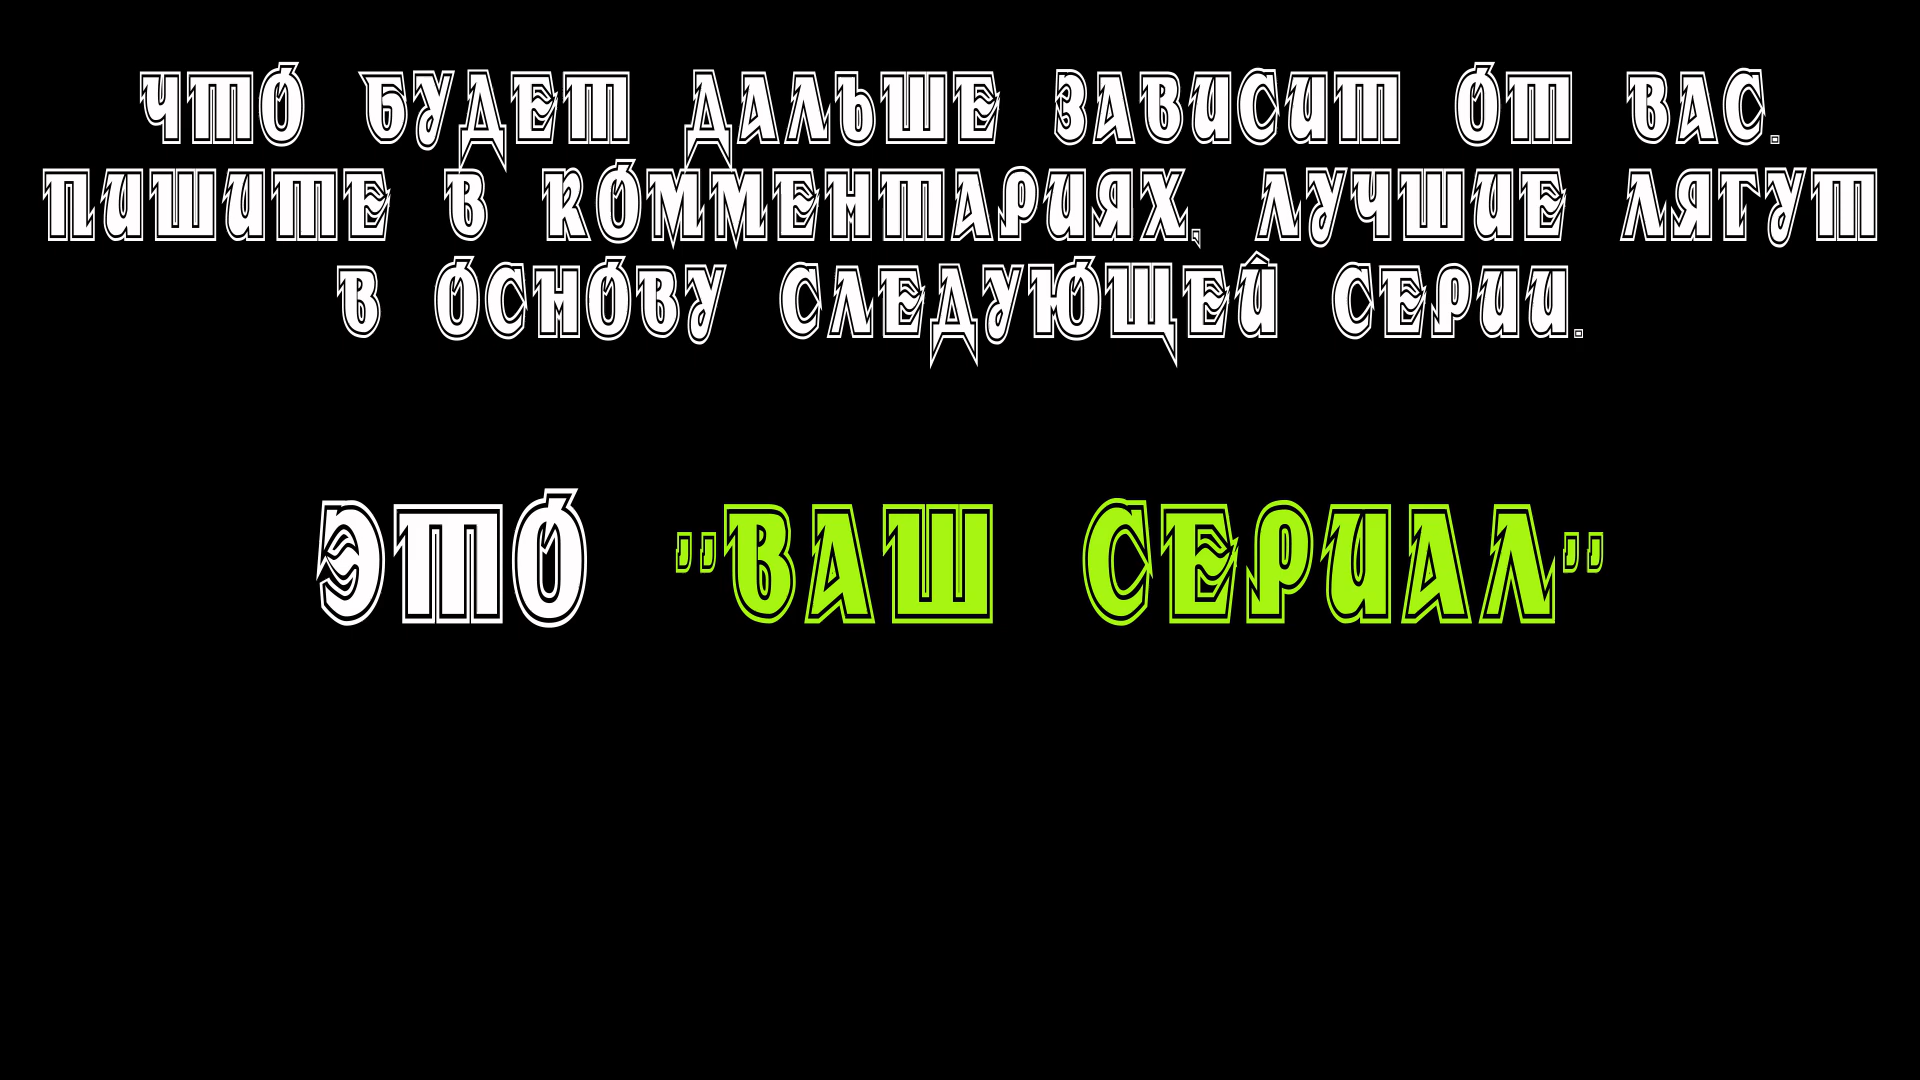 ЧТО БУДЕТ ДАЛЬШЕ ЗАВИСИТ ОТ ВАС.
ПИШИТЕ В КОММЕНТАРИЯХ, ЛУЧШИЕ ЛЯГУТ
В ОСНОВУ СЛЕДУЮЩЕЙ СЕРИИ.
ЭТО "ВАШ СЕРИАЛ"